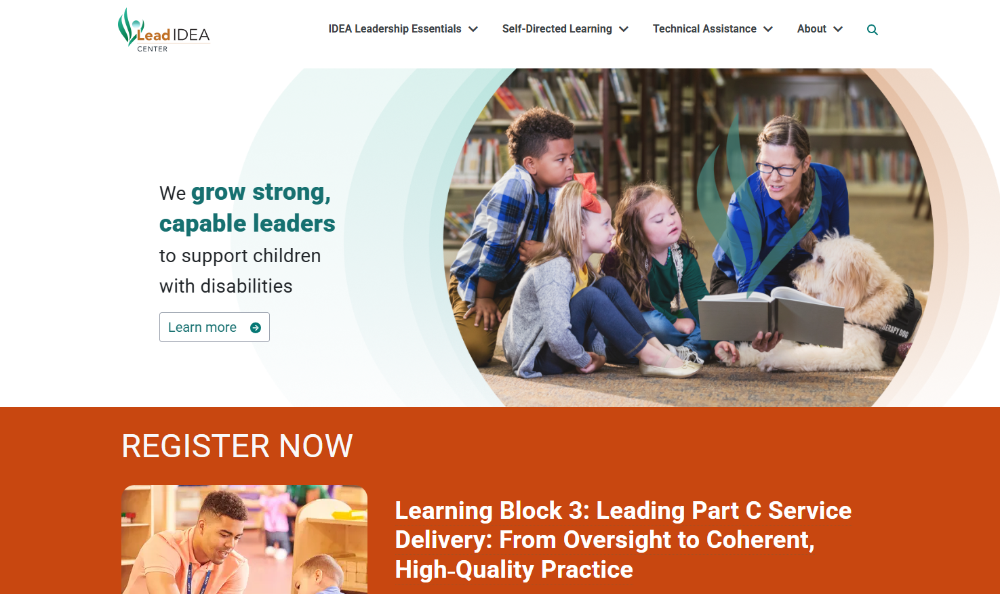 Lead IDEA
CENTER
IDEA Leadership Essentials
Self-Directed Learning
Technical Assistance
About
We grow strong,
capable leaders
to support children
with disabilities
Learn more
THERAPY DOG
REGISTER NOW
Learning Block 3: Leading Part C Service
Delivery: From Oversight to Coherent,
High-Quality Practice